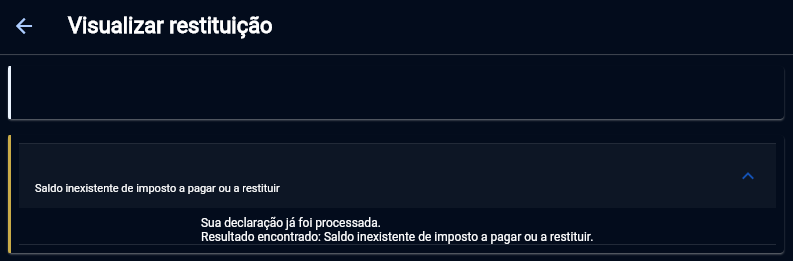 Visualizar restituição
Saldo inexistente de imposto a pagar ou a restituir
Sua declaração já foi processada.
Resultado encontrado: Saldo inexistente de imposto a pagar ou a restituir.